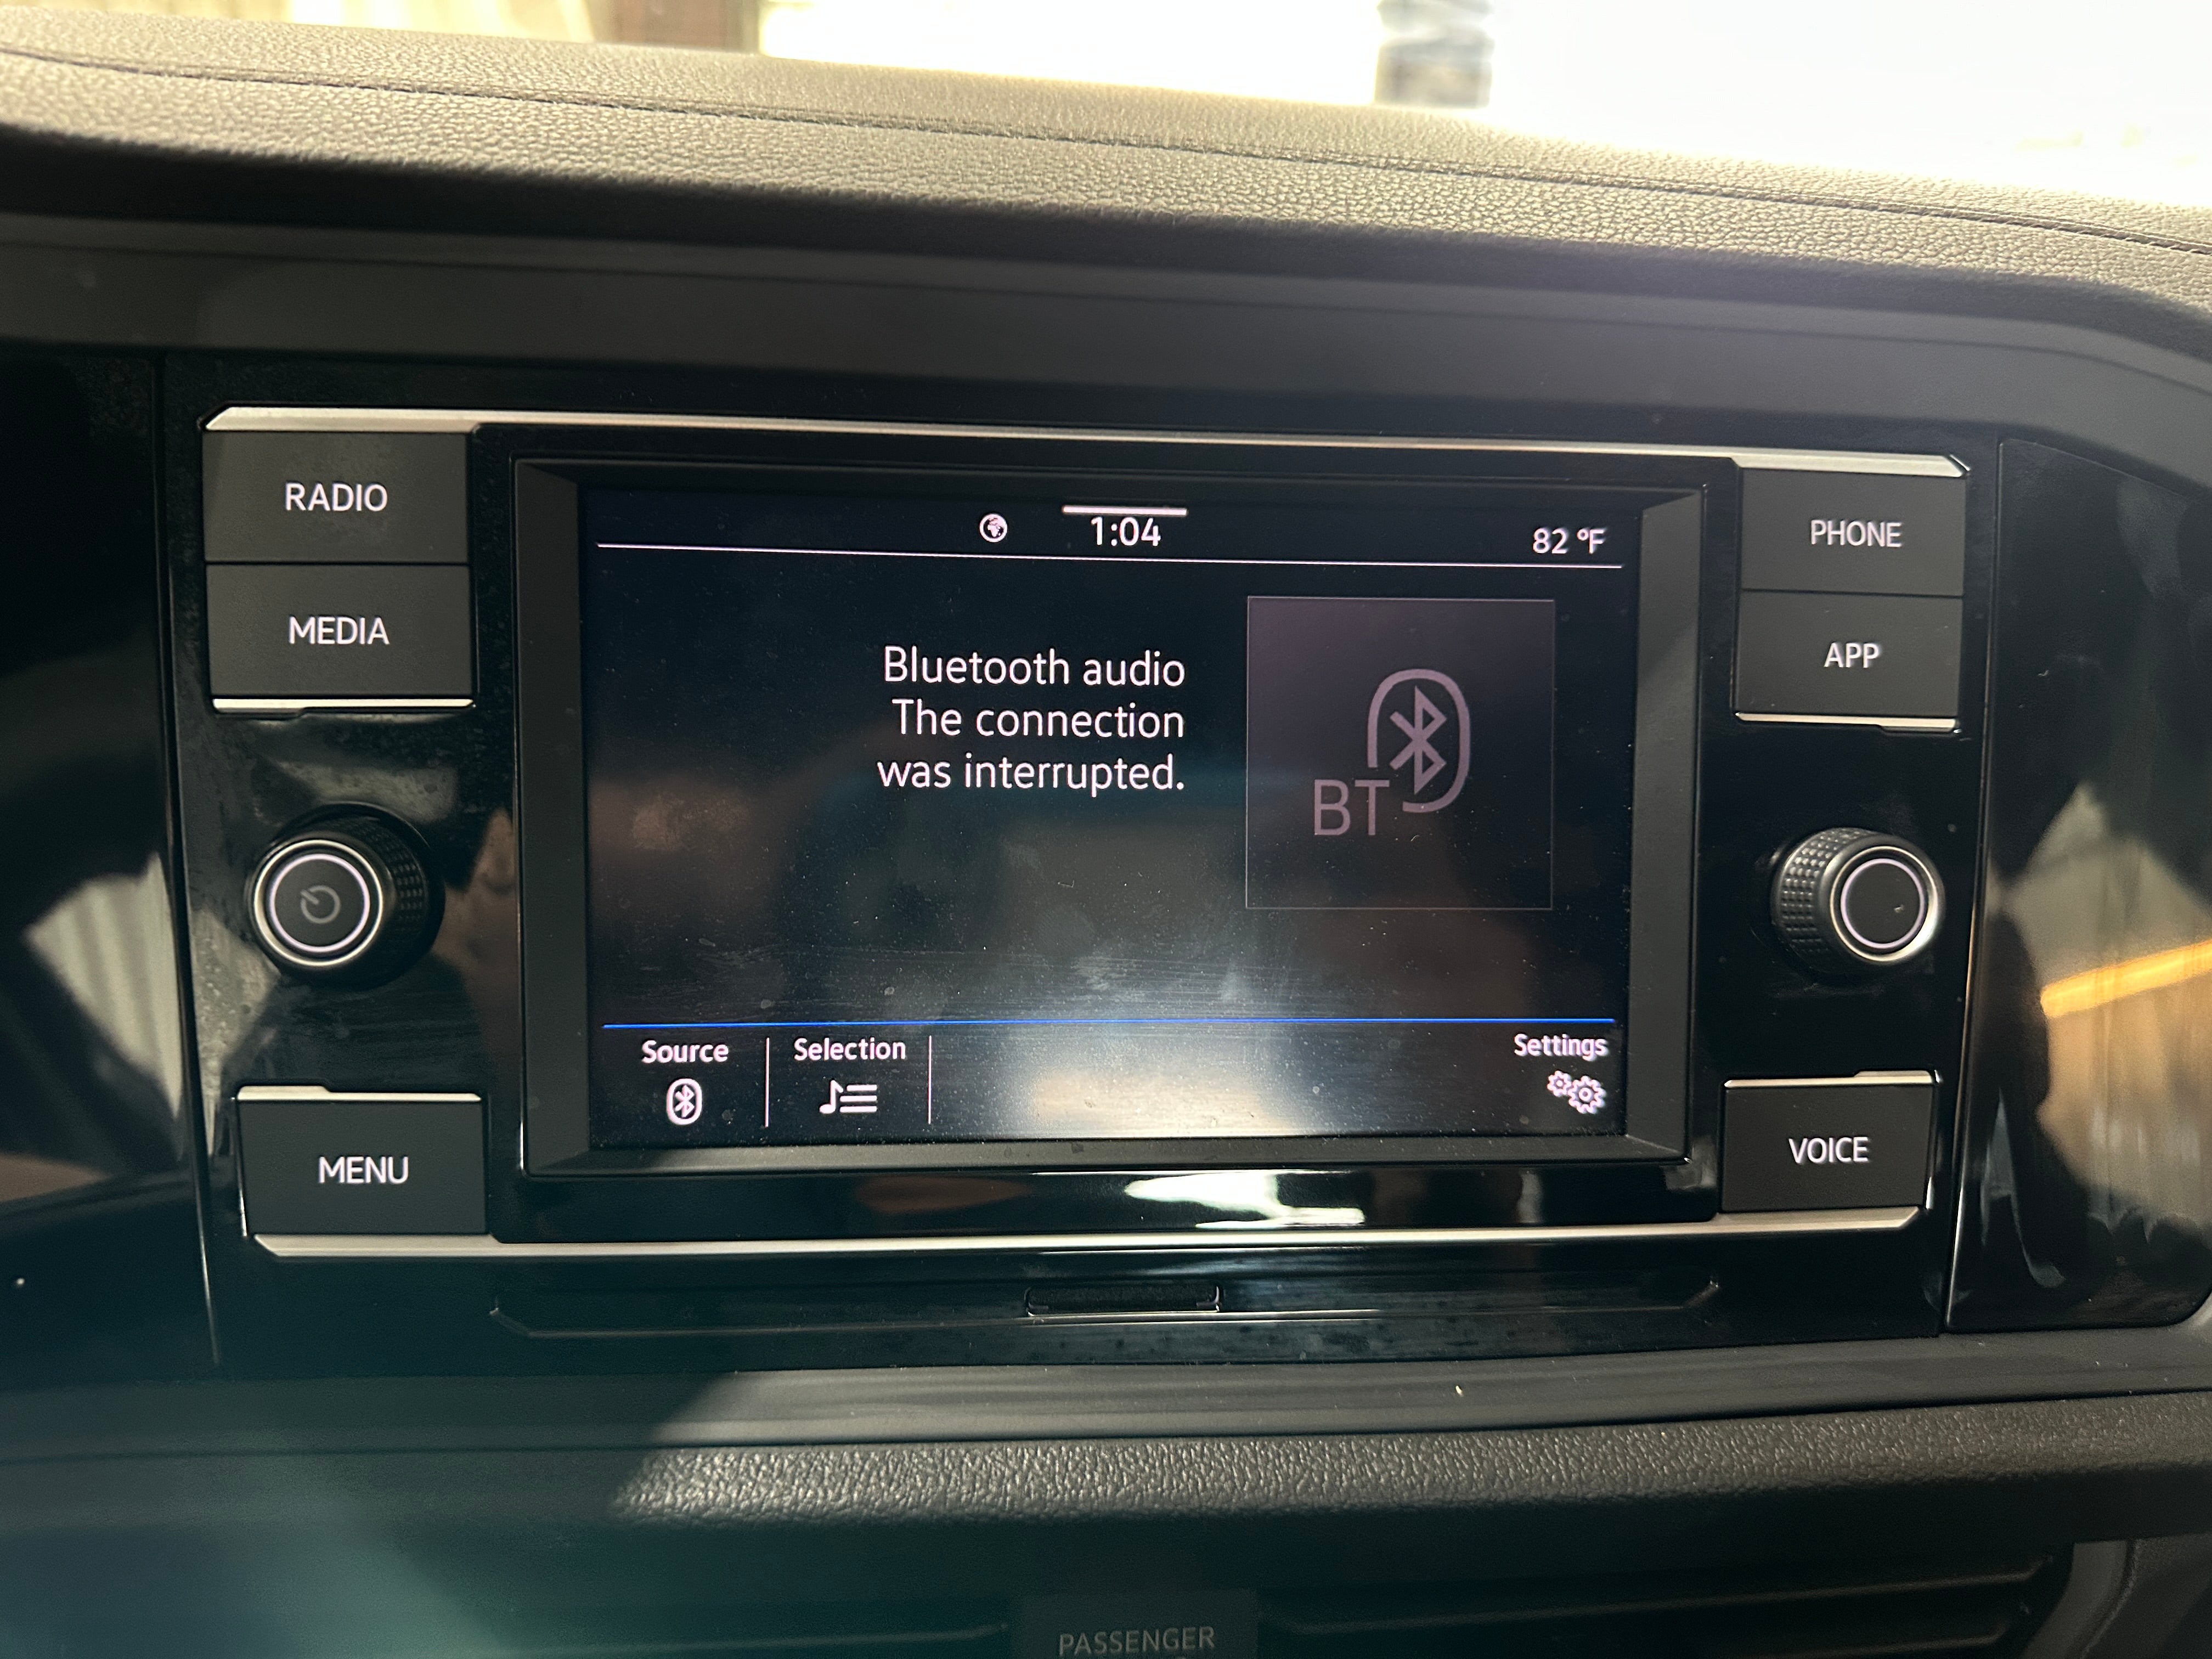 RADIO
MEDIA
MENU
1:04
82 °F
Bluetooth audio
The connection
was interrupted.
BT
Source
Selection
Settings
PHONE
APP
VOICE
PASSENGER